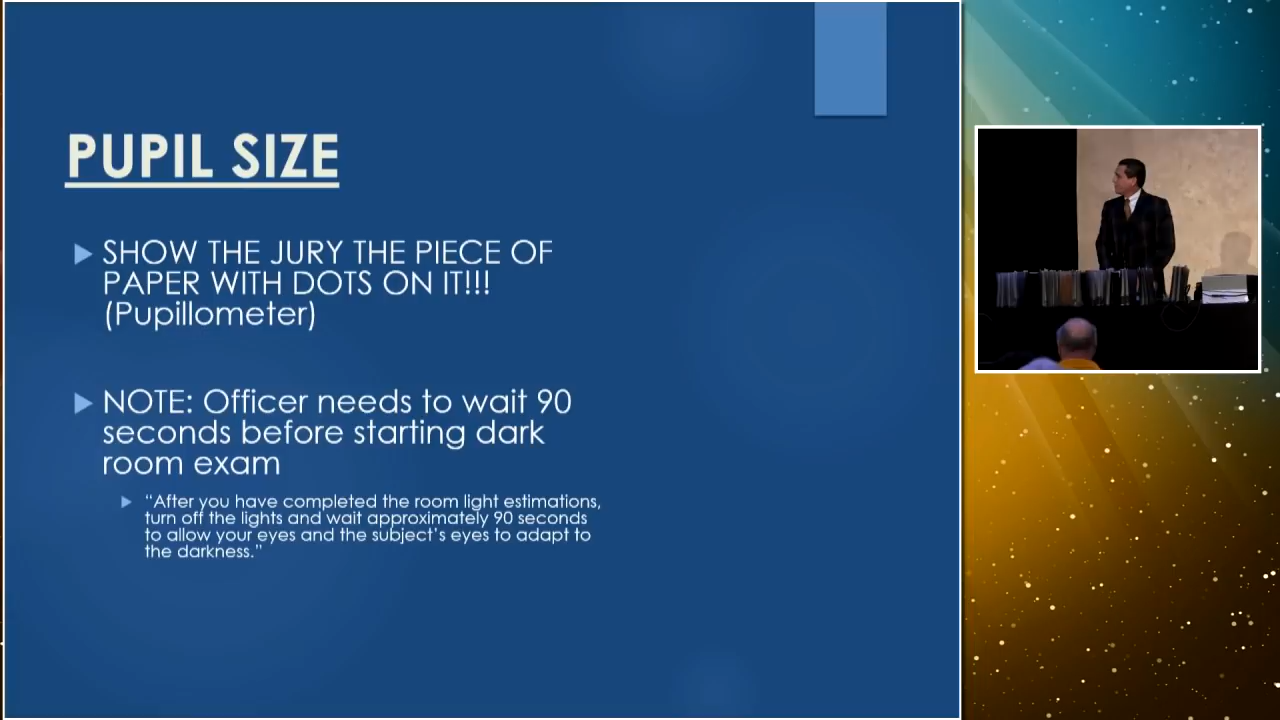 PUPIL SIZE
SHOW THE JURY THE PIECE OF
PAPER WITH DOTS ON IT!!!
(Pupillometer)
NOTE: Officer needs to wait 90
seconds before starting dark
room exam
“After you have completed the room light estimations,
turn off the lights and wait approximately 90 seconds
to allow your eyes and the subject’s eyes to adapt to
the darkness.”